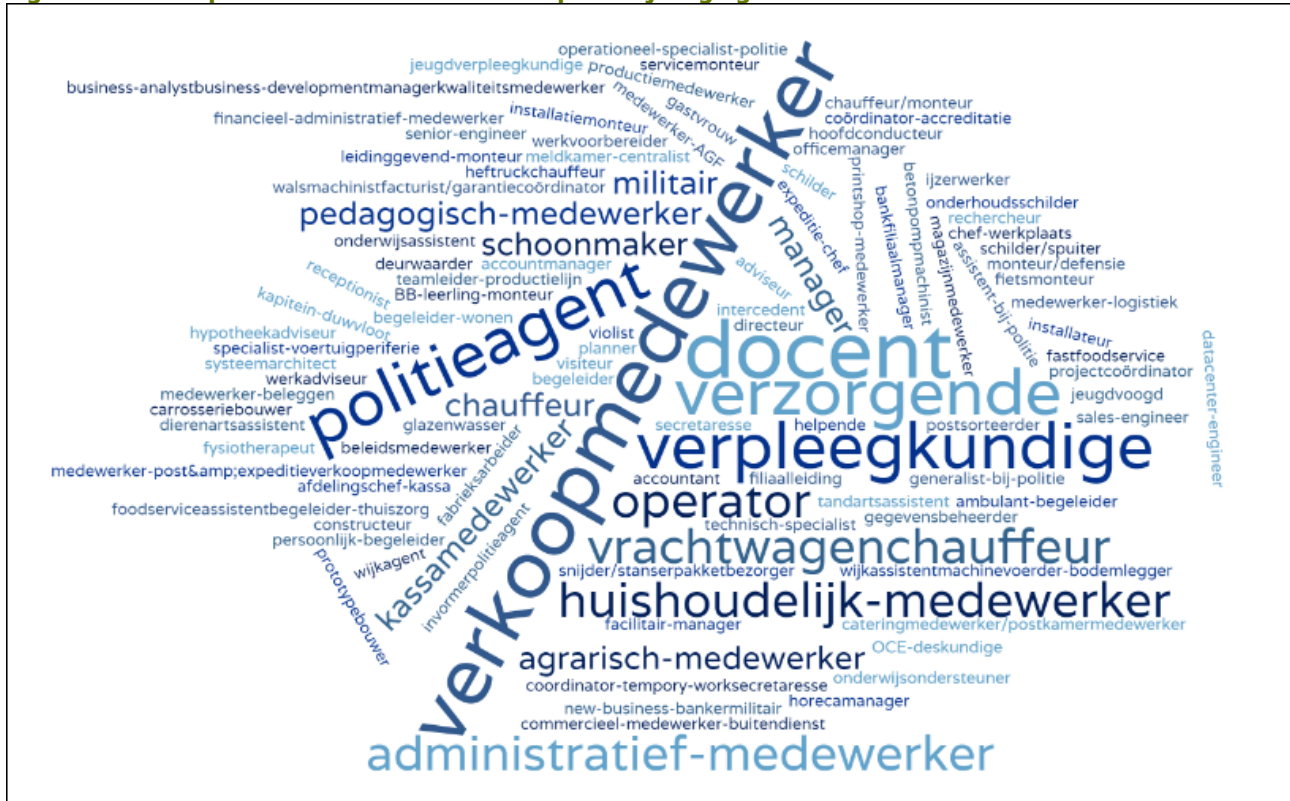 operationeel-specialist-politie
jeugdverpleegkundige
servicemonteur
productiemedewerker
business-analystbusiness-developmentmanagerkwaliteitsmedewerker
medewerker-AGF
gastvrouw
verkoopmedewerker
chauffeur/monteur
financieel-administratief-medewerker
installatiemonteur
coördinator-accreditatie
senior-engineer
werkvoorbereider
hoofdconducteur
officemanager
leidinggevend-monteur
meldkamer-centralist
heftruckchauffeur
schilder
printshop-medewerker
betonpompmachinist
ijzerwerker
walsmachinistfacturist/garantiecoördinator
militair
expeditie-chef
bankfiliaalmanager
onderhoudsschilder
pedagogisch-medewerker
manager
magazijnmedewerker
rechercheur
chef-werkplaats
onderwijsassistent
schoonmaker
assistent-bij-politie
schilder/spuiter
deurwaarder
accountmanager
adviseur
monteur/defensie
receptionist
teamleider-productielijn
fietsmonteur
kapitein-duwvloot
BB-leerling-monteur
politieagent
intercedent
medewerker-logistiek
begeleider-wonen
directeur
installateur
hypotheekadviseur
violist
datacenter-engineer
specialist-voertuigperiferie
planner
docent
fastfoodservice
systeemarchitect
visiteur
projectcoördinator
werkadviseur
begeleider
verzorgende
medewerker-beleggen
chauffeur
jeugdvoogd
carrosseriebouwer
dierenartsassistent
glazenwasser
secretaresse
helpende
postsorteerder
sales-engineer
fysiotherapeut
beleidsmedewerker
verpleegkundige
medewerker-post&amp;expeditieverkoopmedewerker
fabrieksarbeider
kassamedewerker
accountant
filiaalleiding
generalist-bij-politie
afdelingschef-kassa
operator
tandartsassistent
ambulant-begeleider
foodserviceassistentbegeleider-thuiszorg
constructeur
technisch-specialist
gegevensbeheerder
persoonlijk-begeleider
vrachtwagenchauffeur
wijkagent
invormerpolitieagent
prototypebouwer
snijder/stanserpakketbezorger
wijkassistentmachinevoerder-bodemlegger
huishoudelijk-medewerker
facilitair-manager
cateringmedewerker/postkamermedewerker
agrarisch-medewerker
OCE-deskundige
coordinator-tempory-worksecretaresse
onderwijsondersteuner
new-business-bankermilitair
horecamanager
commercieel-medewerker-buitendienst
administratief-medewerker